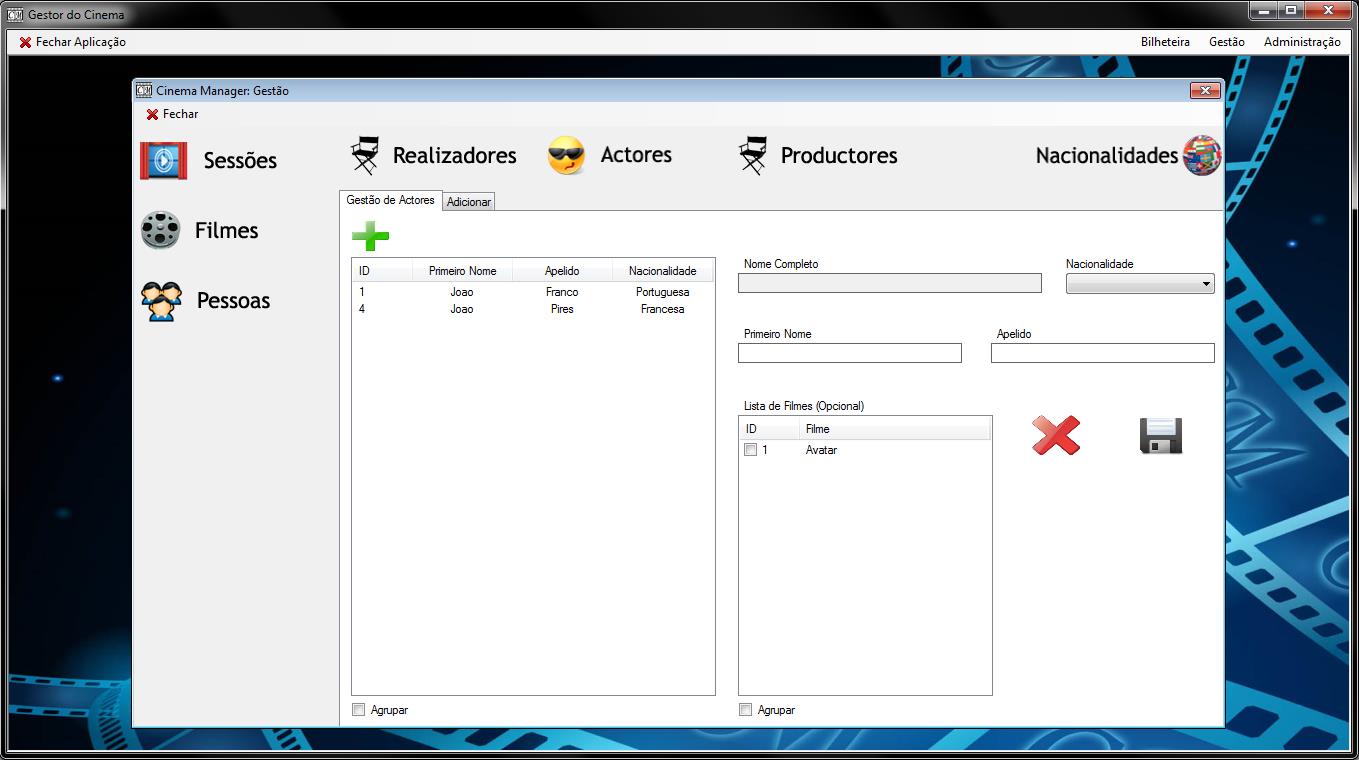 Gestor do Cinema
Fechar Aplicação
Bilheteira Gestão Administração
Cinema Manager: Gestão
Fechar
Sessões
Filmes
Pessoas
Realizadores Actores Productores Nacionalidades
Gestão de Actores Adicionar
ID Primeiro Nome Apelido Nacionalidade
1 Joao Franco Portuguesa
4 Joao Pires Francesa
Agrupar
Nome Completo Nacionalidade
Primeiro Nome Apelido
Lista de Filmes (Opcional)
ID Filme
1 Avatar
Agrupar